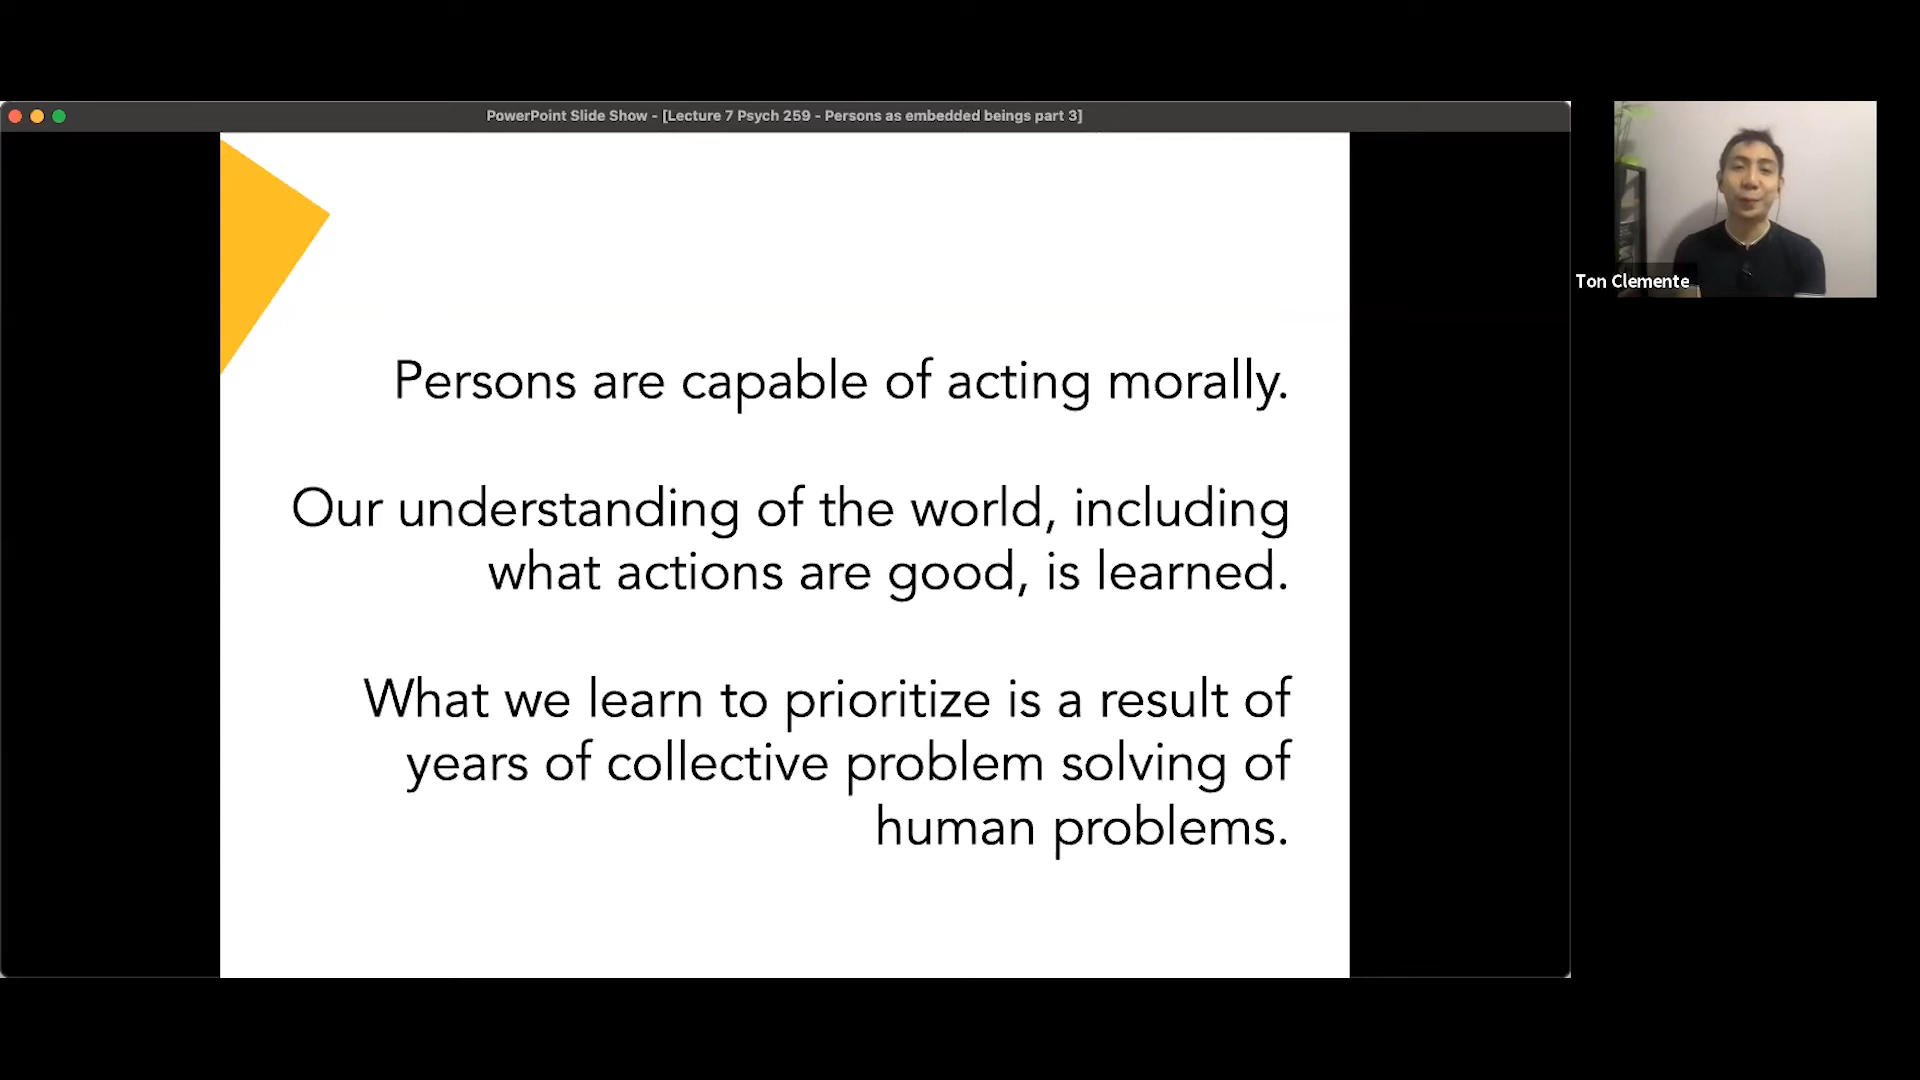 PowerPoint Slide Show - [Lecture 7 Psych 259 - Persons as embedded beings part 3]
Persons are capable of acting morally.
Our understanding of the world, including
what actions are good, is learned.
What we learn to prioritize is a result of
years of collective problem solving of
human problems.
Ton Clemente